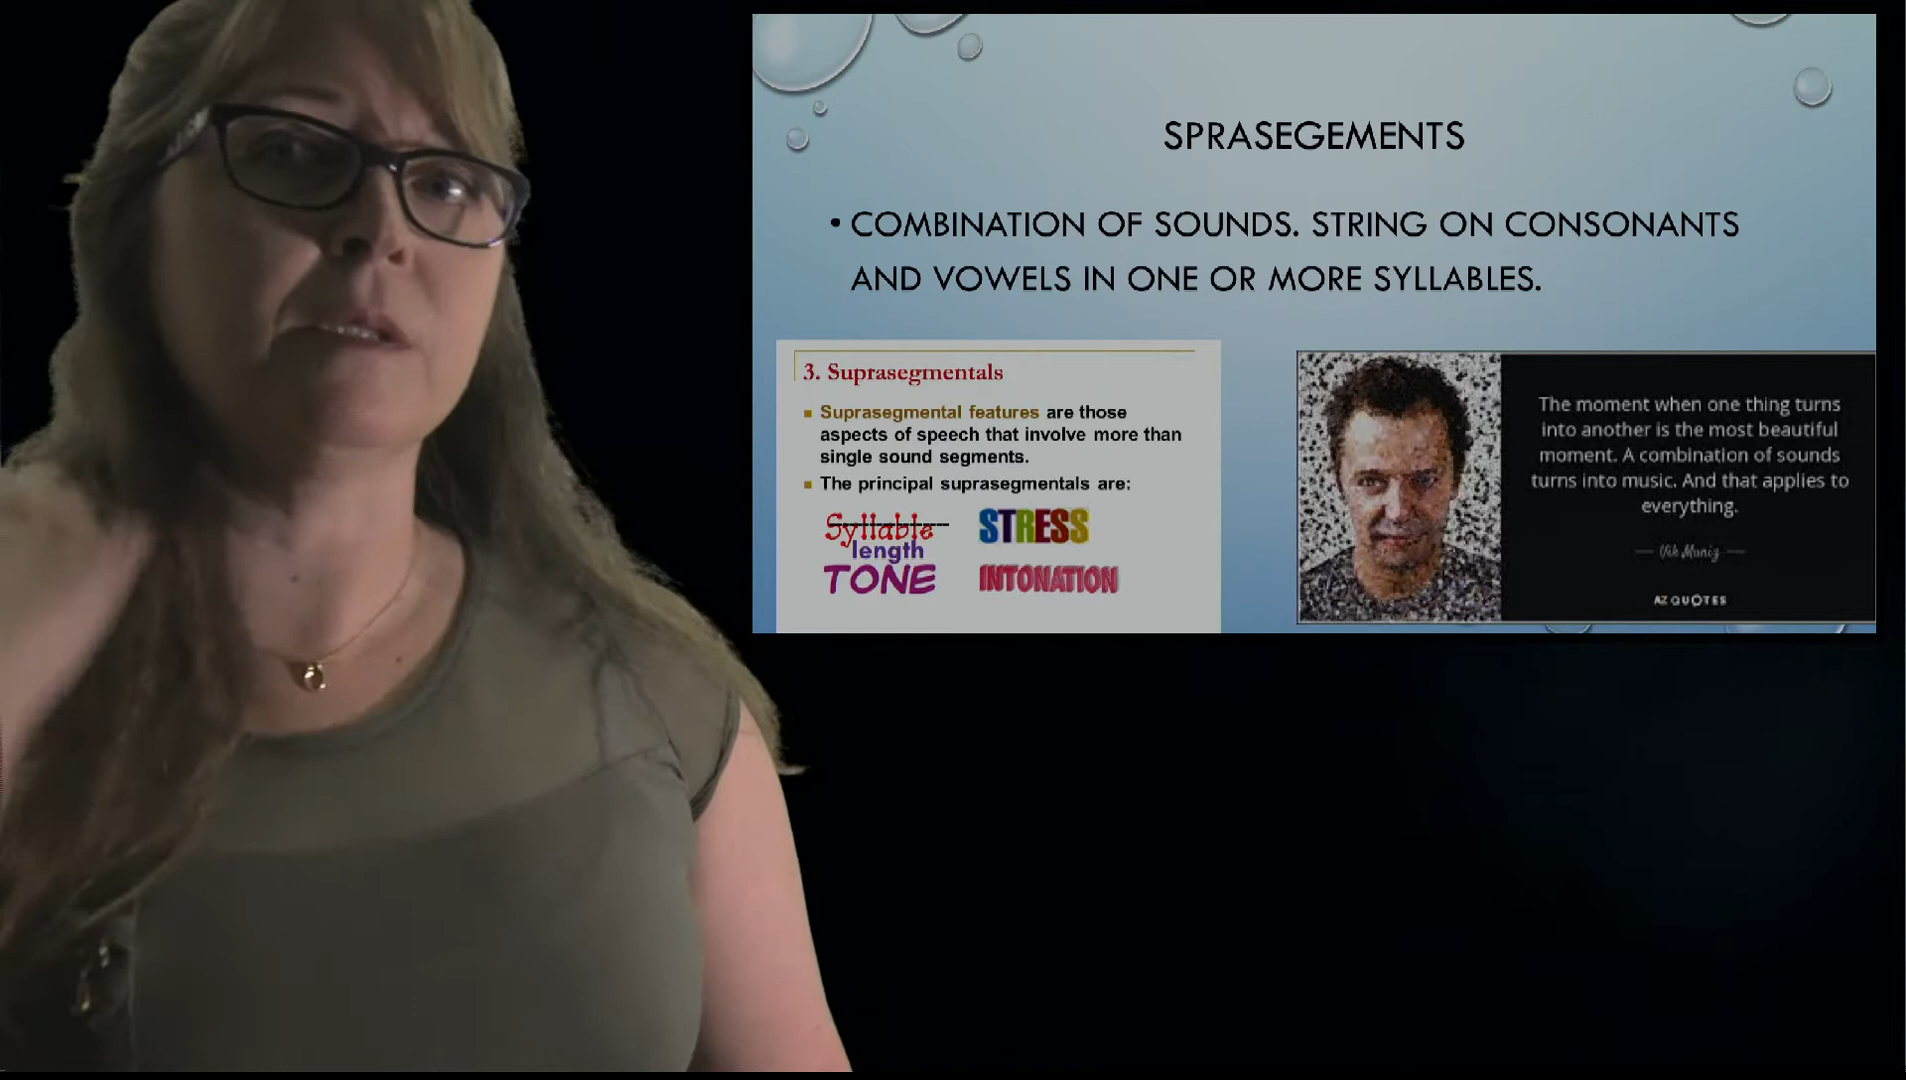 SPRASEGEMENTS
• COMBINATION OF SOUNDS. STRING ON CONSONANTS
AND VOWELS IN ONE OR MORE SYLLABLES.
3. Suprasegmentals
Suprasegmental features are those
aspects of speech that involve more than
single sound segments.
The principal suprasegmentals are:
Syllable
length
TONE
STRESS
INTONATION
The moment when one thing turns
into another is the most beautiful
moment. A combination of sounds
turns into music. And that applies to
everything.
— Vik Muniz —
AZ QUOTES